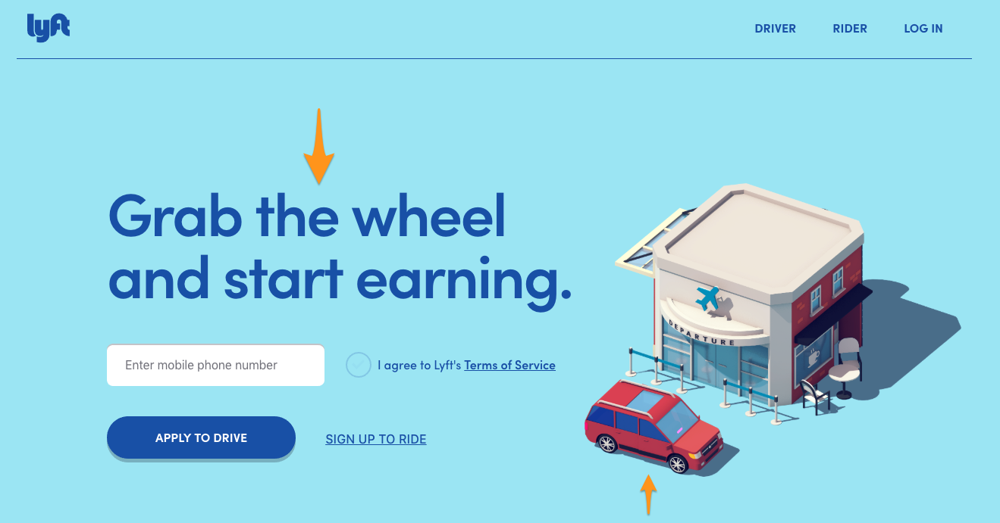 lyft
DRIVER
RIDER
LOG IN
Grab the wheel
and start earning.
Enter mobile phone number
I agree to Lyft's Terms of Service
APPLY TO DRIVE
SIGN UP TO RIDE
DEPARTURE